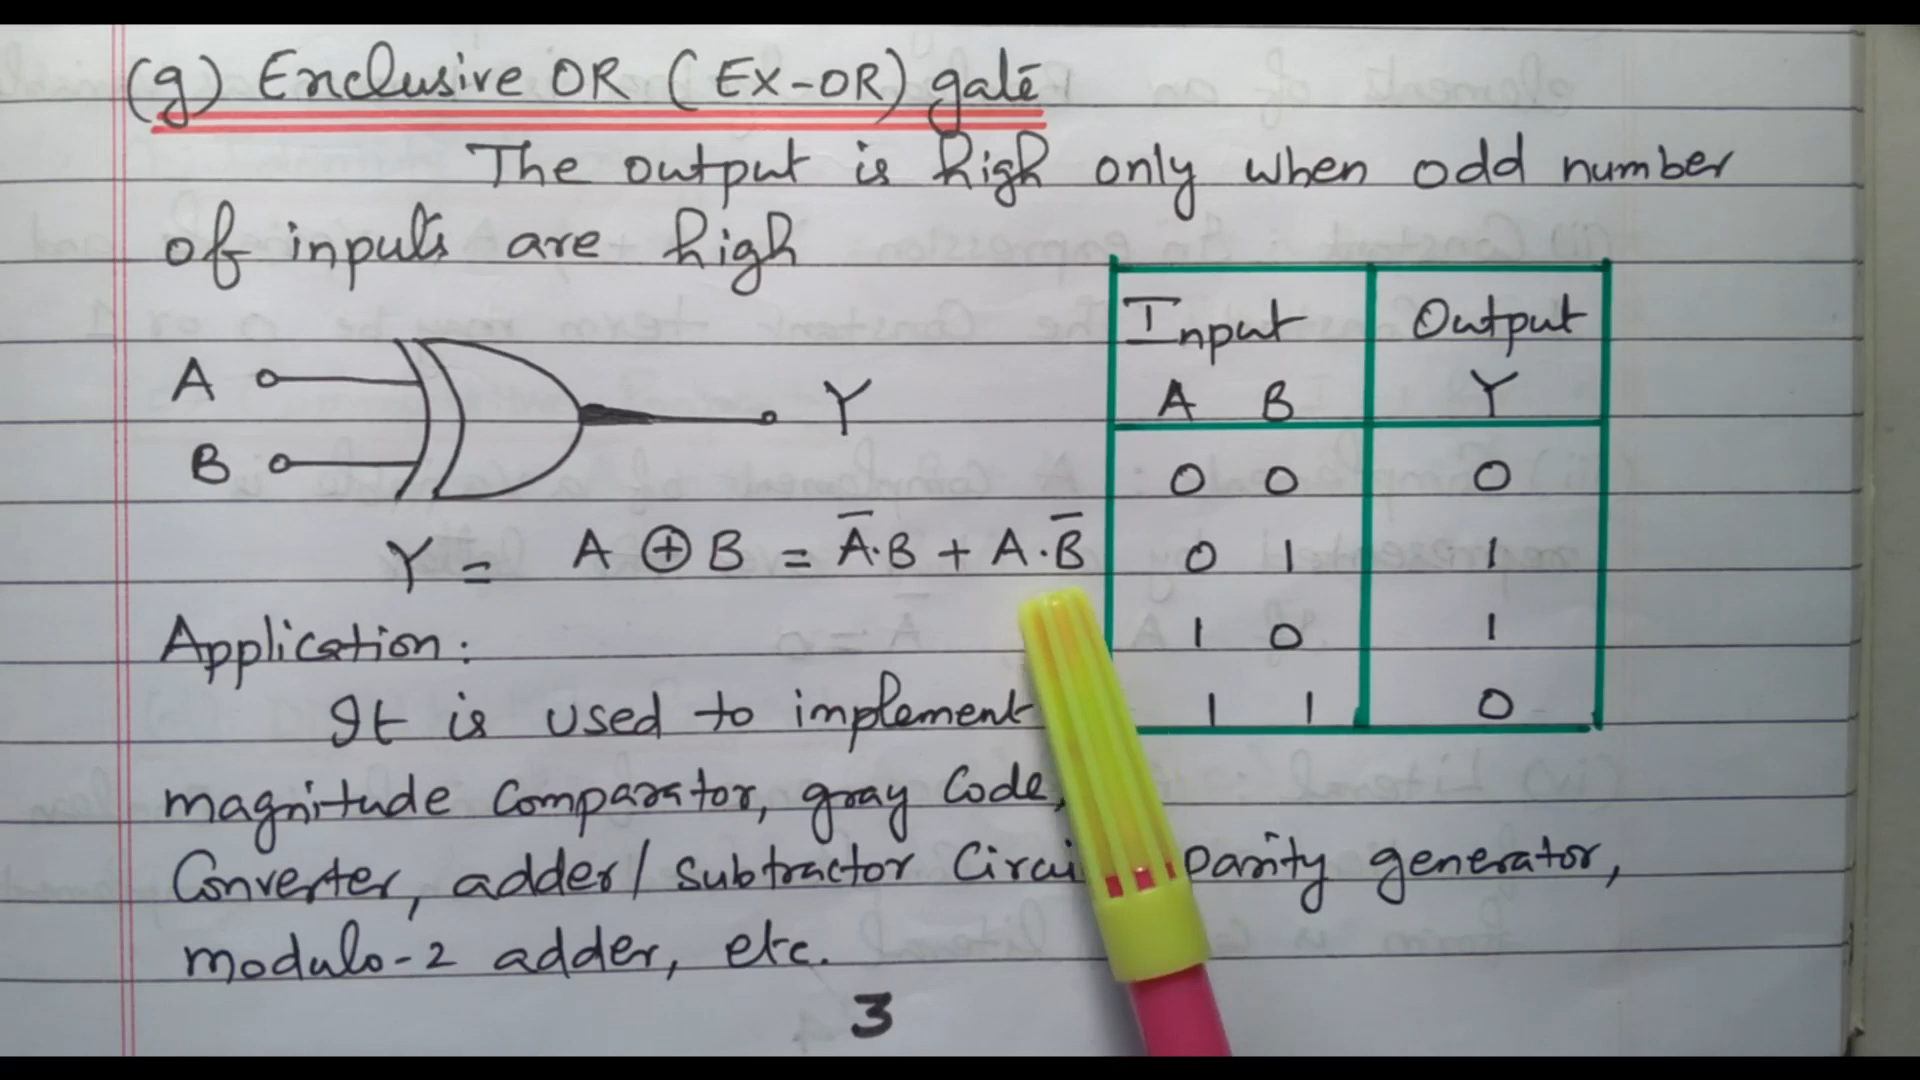 (g) Exclusive OR (EX-OR) gate
The output is high only when odd number
of inputs are high
A
B
Y
Y = A ⊕ B = A̅.B + A.B̅
Input Output
A B Y
0 0 0
0 1 1
1 0 1
1 1 0
Application:
It is used to implement
magnitude comparator, gray code,
Converter, adder/subtractor parity generator,
modulo-2 adder, etc.
3